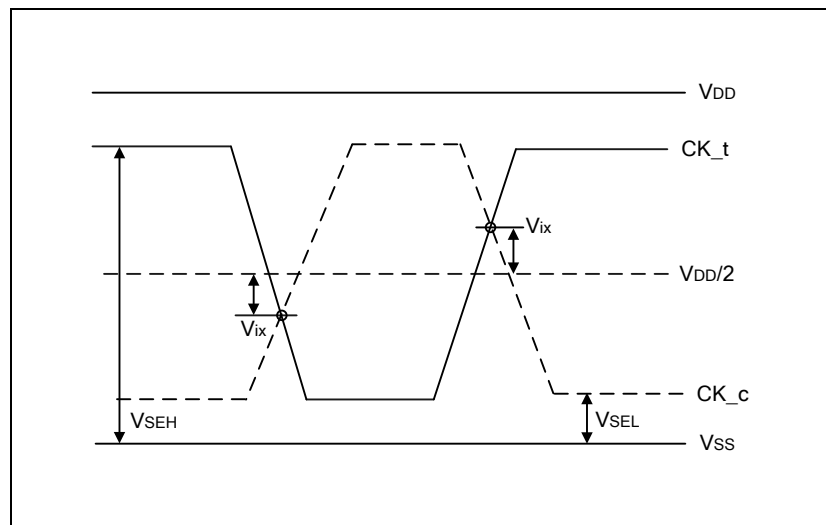 VDD
CK_t
Vix
VDD/2
Vix
CK_c
VSEH
VSEL
VSS